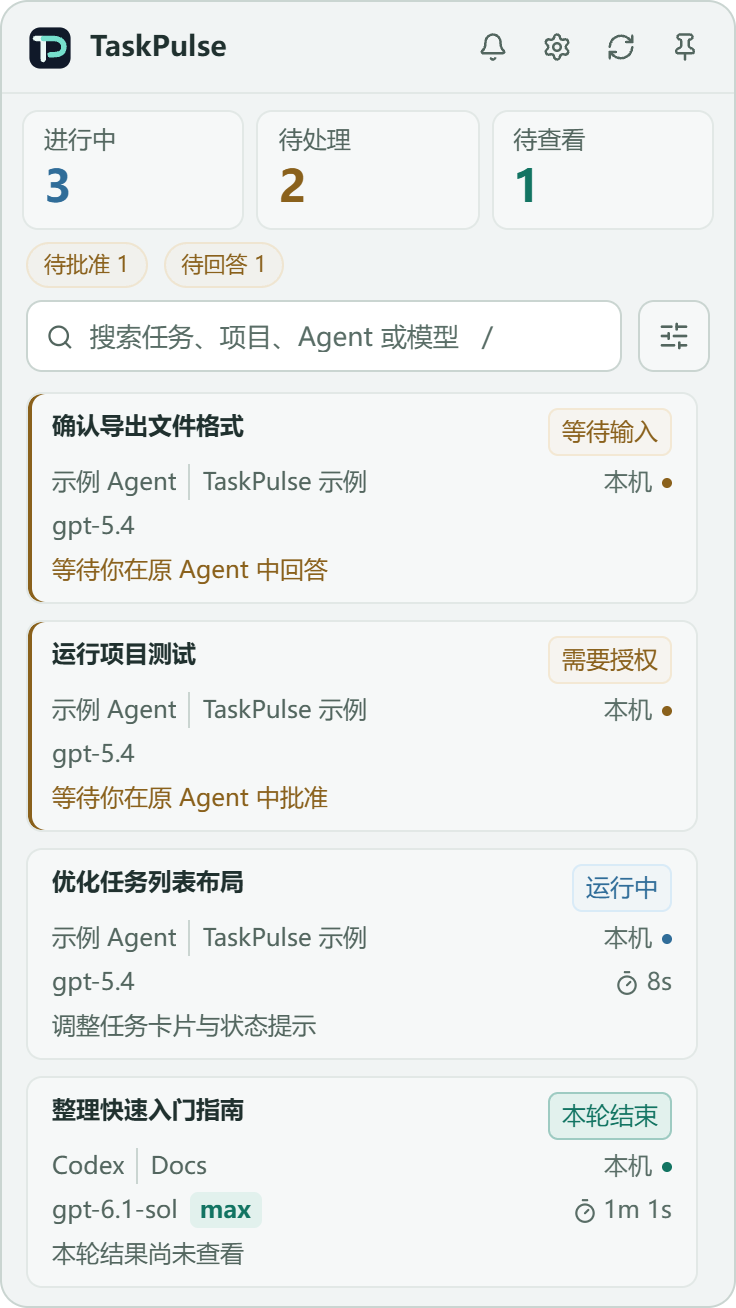 TaskPulse
进行中 待处理 待查看
3 2 1
待批准 1 待回答 1
搜索任务、项目、Agent 或模型 /
确认导出文件格式 等待输入
示例 Agent TaskPulse 示例 本机
gpt-5.4
等待你在原 Agent 中回答
运行项目测试 需要授权
示例 Agent TaskPulse 示例 本机
gpt-5.4
等待你在原 Agent 中批准
优化任务列表布局 运行中
示例 Agent TaskPulse 示例 本机
gpt-5.4 8s
调整任务卡片与状态提示
整理快速入门指南 本轮结束
Codex Docs 本机
gpt-6.1-sol max 1m 1s
本轮结果尚未查看